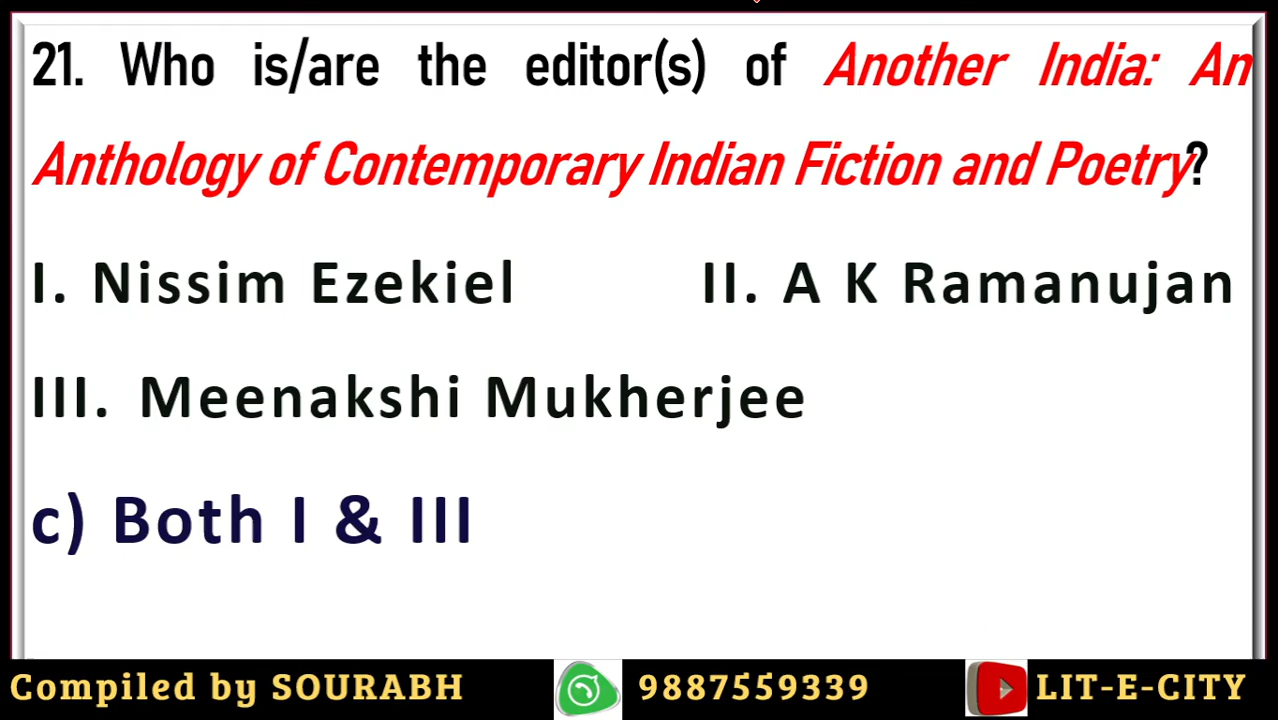 21. Who is/are the editor(s) of Another India: An
Anthology of Contemporary Indian Fiction and Poetry?
I. Nissim Ezekiel II. A K Ramanujan
III. Meenakshi Mukherjee
c) Both I & III
Compiled by SOURABH 9887559339 LIT-E-CITY